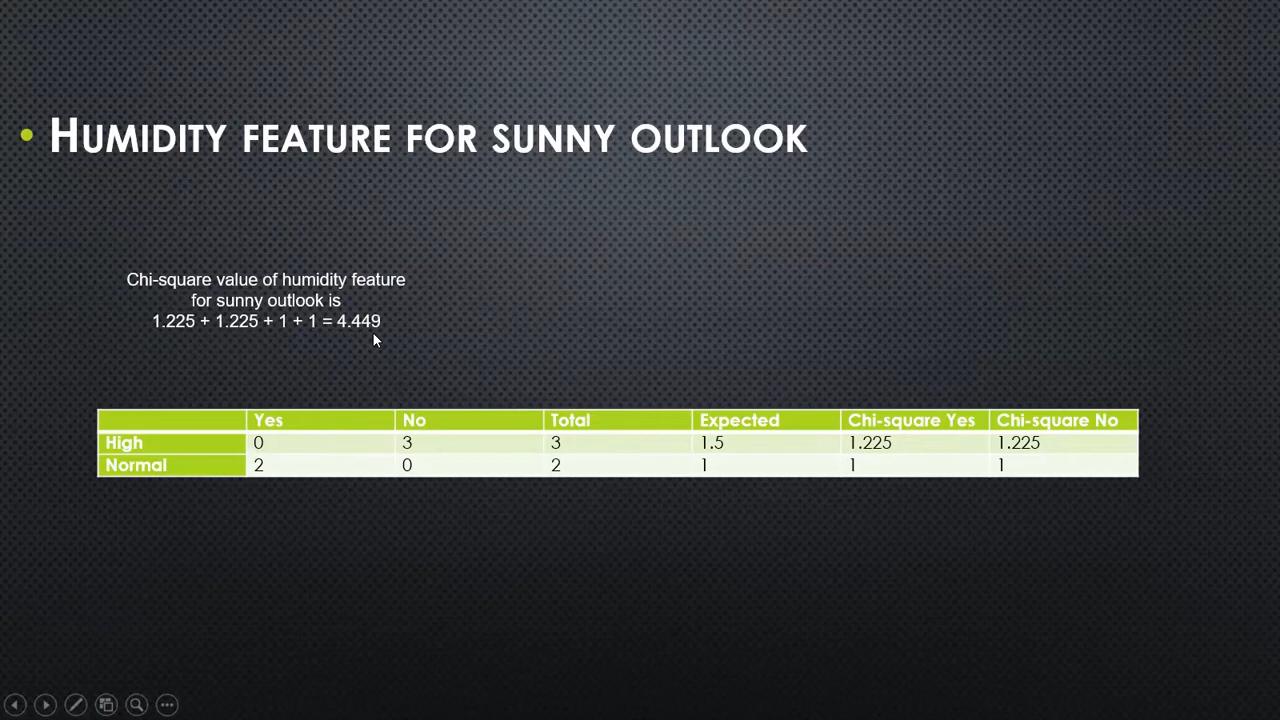 • HUMIDITY FEATURE FOR SUNNY OUTLOOK
Chi-square value of humidity feature
for sunny outlook is
1.225 + 1.225 + 1 + 1 = 4.449
Yes No Total Expected Chi-square Yes Chi-square No
High 0 3 3 1.5 1.225 1.225
Normal 2 0 2 1 1 1